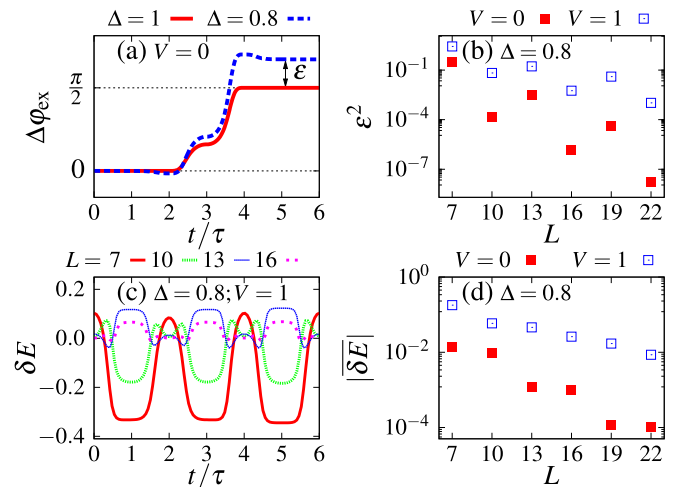 Δ = 1 Δ = 0.8
(a) V = 0
ε
π/2
0
Δφex
0 1 2 3 4 5 6
t/τ
V = 0 V = 1
(b) Δ = 0.8
10⁻¹
10⁻⁴
10⁻⁷
ε²
7 10 13 16 19 22
L
L = 7 10 13 16
(c) Δ = 0.8; V = 1
0.2
0.0
−0.2
−0.4
δE
0 1 2 3 4 5 6
t/τ
V = 0 V = 1
(d) Δ = 0.8
10⁰
10⁻²
10⁻⁴
|δE̅|
7 10 13 16 19 22
L